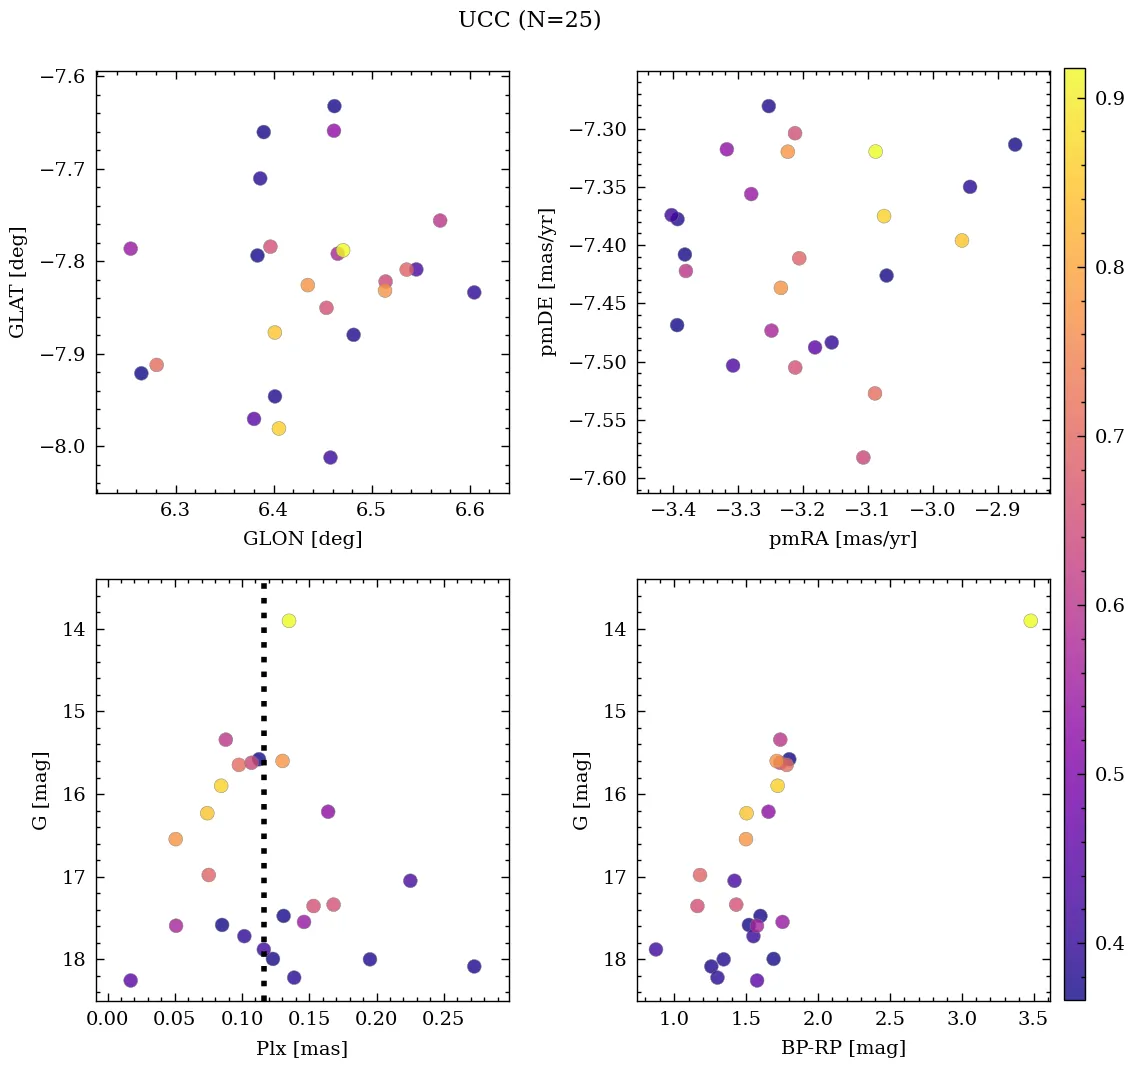 UCC (N=25)
−7.6
−7.7
−7.8
−7.9
−8.0
GLAT [deg]
6.3 6.4 6.5 6.6
GLON [deg]
−7.30
−7.35
−7.40
−7.45
−7.50
−7.55
−7.60
pmDE [mas/yr]
−3.4 −3.3 −3.2 −3.1 −3.0 −2.9
pmRA [mas/yr]
14
15
16
17
18
G [mag]
0.00 0.05 0.10 0.15 0.20 0.25
Plx [mas]
14
15
16
17
18
G [mag]
1.0 1.5 2.0 2.5 3.0 3.5
BP-RP [mag]
0.9
0.8
0.7
0.6
0.5
0.4